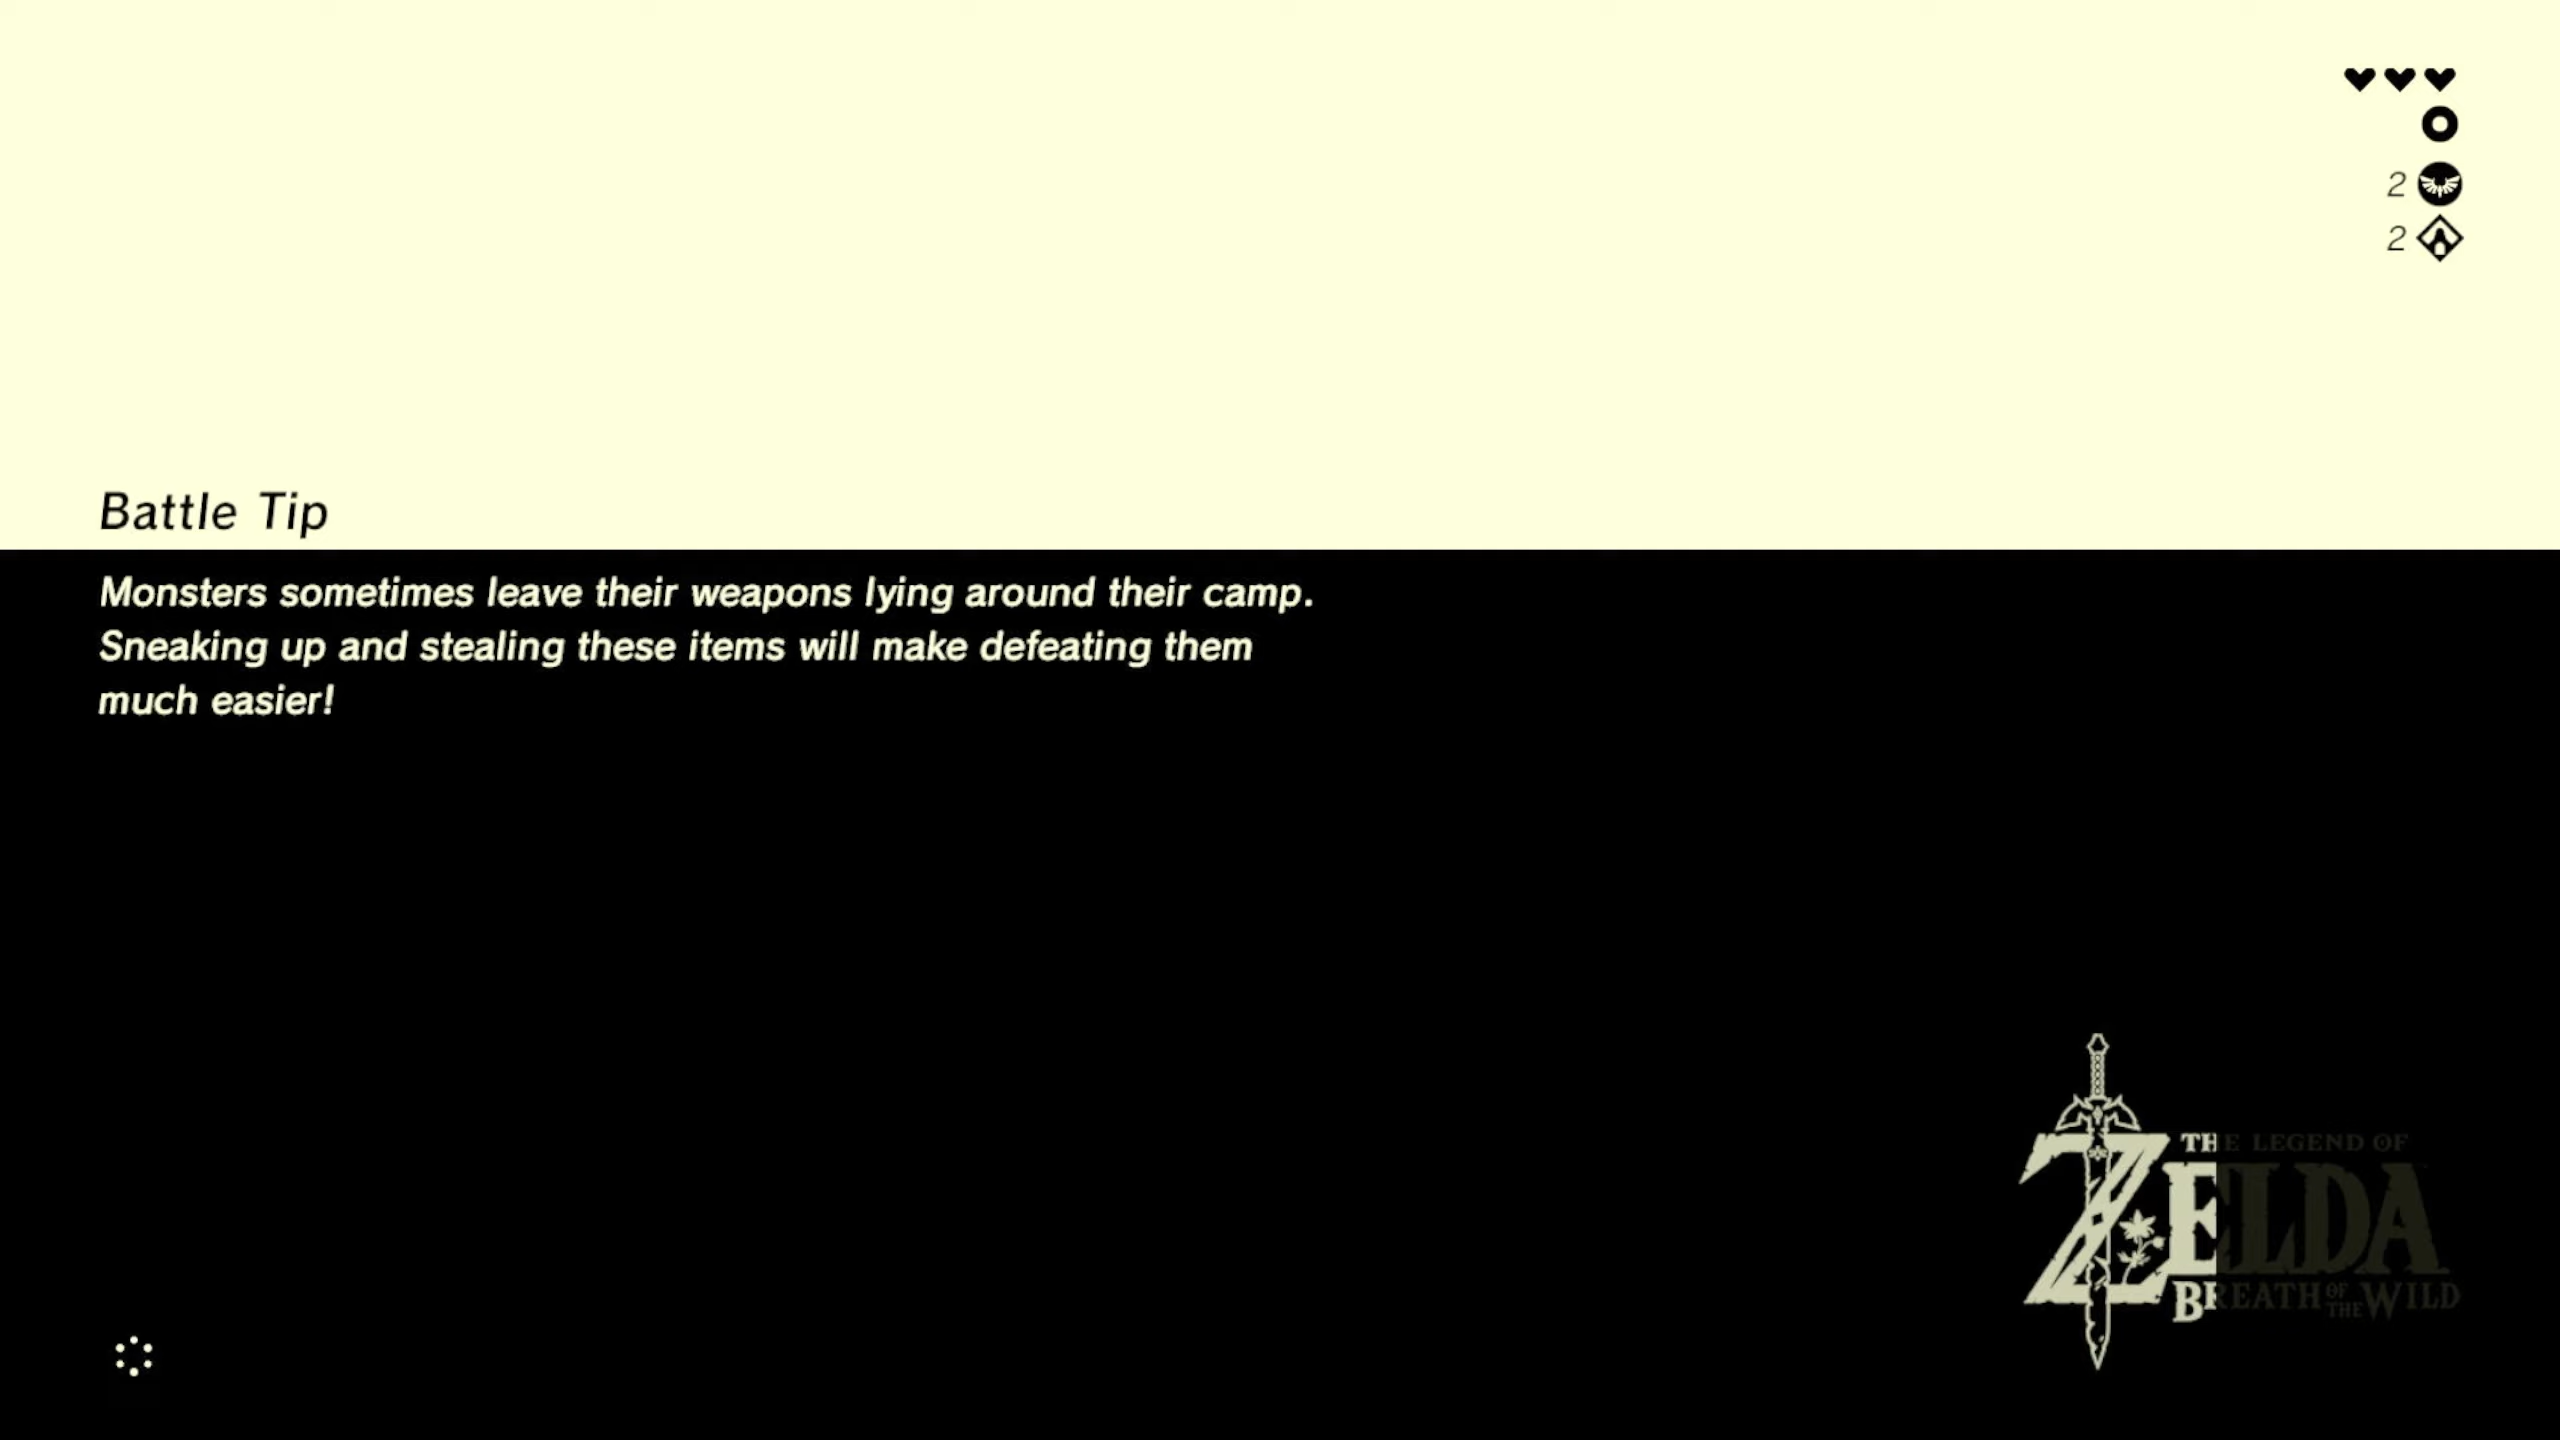 2
2
Battle Tip
Monsters sometimes leave their weapons lying around their camp.
Sneaking up and stealing these items will make defeating them
much easier!
THE LEGEND OF
ZELDA
BREATH OF THE WILD